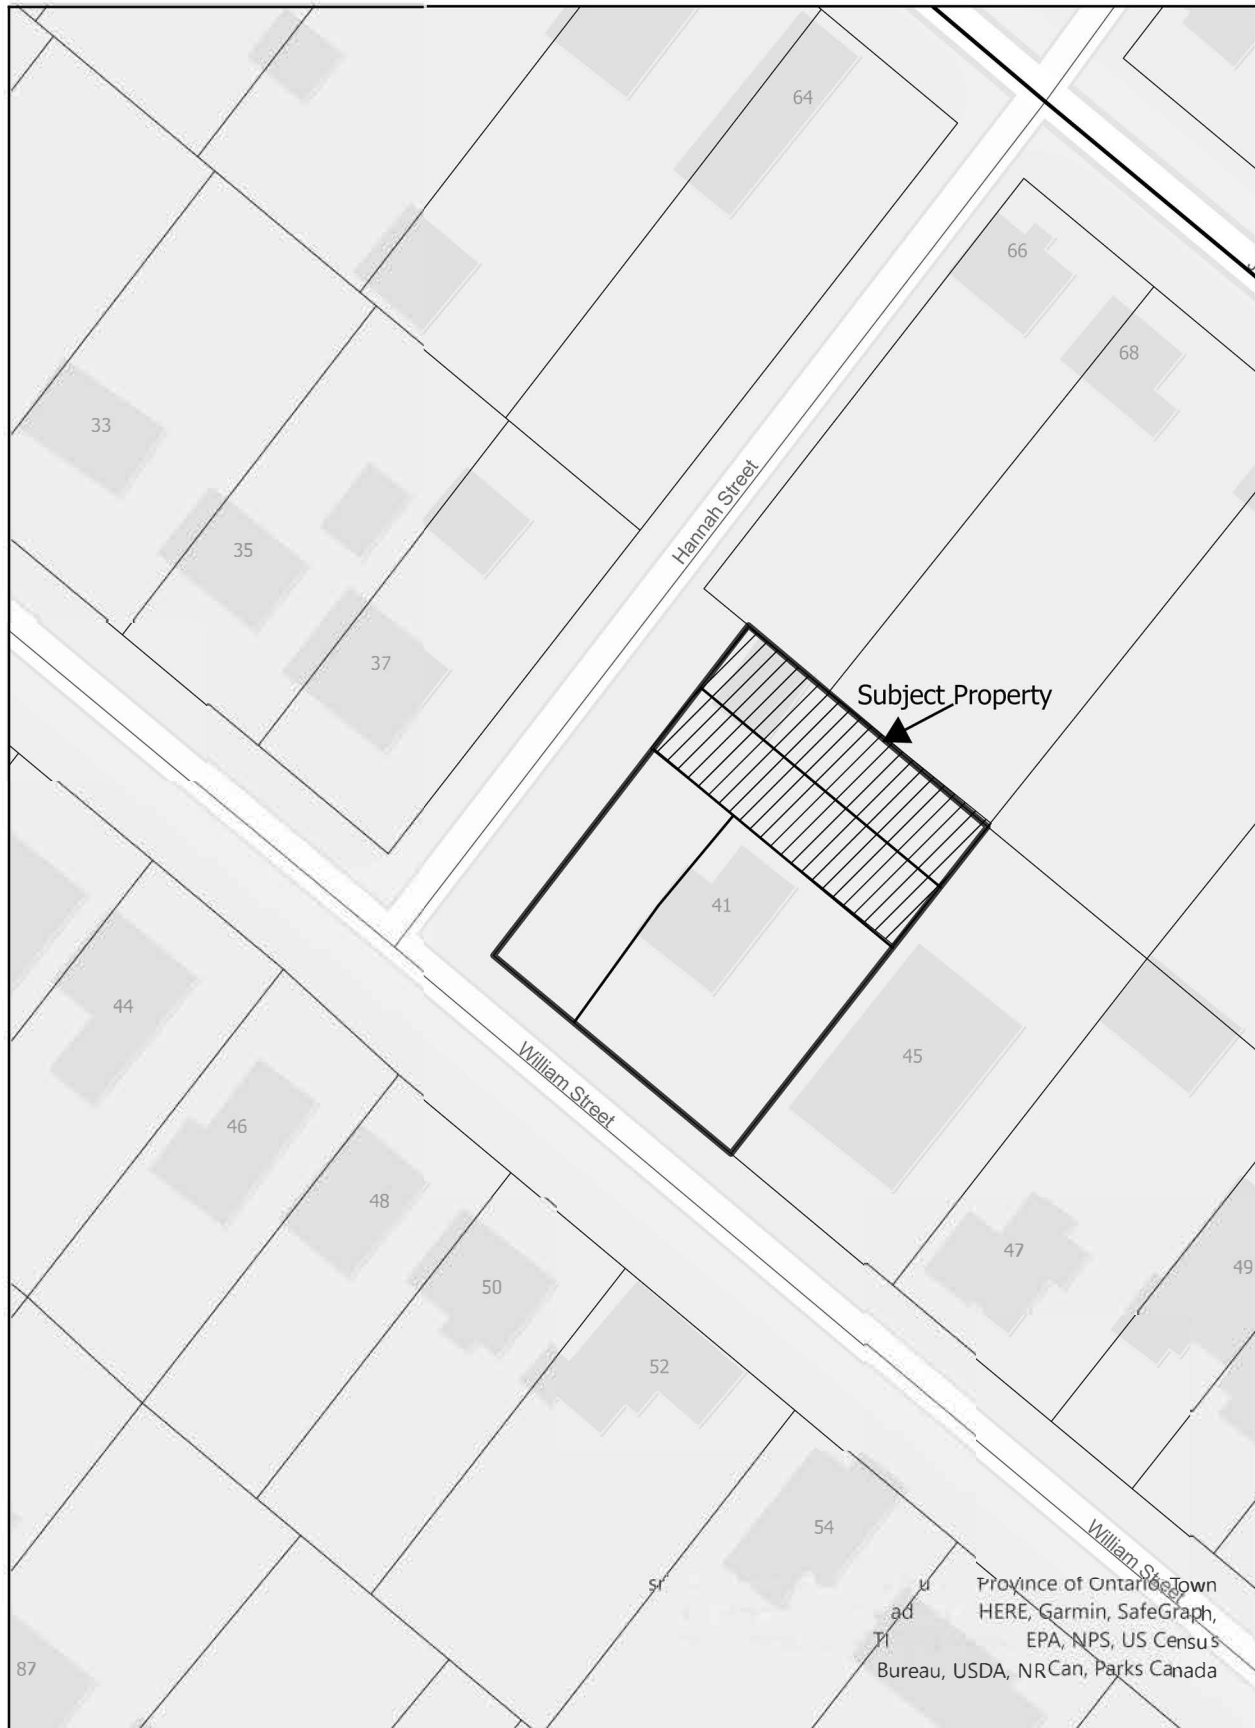 64
66
68
33
Hannah Street
35
37
Subject Property
41
44
45
William Street
46
48
47
49
50
52
54
William Street
Province of Ontario Town
HERE, Garmin, SafeGraph,
EPA, NPS, US Census
Bureau, USDA, NRCan, Parks Canada
87